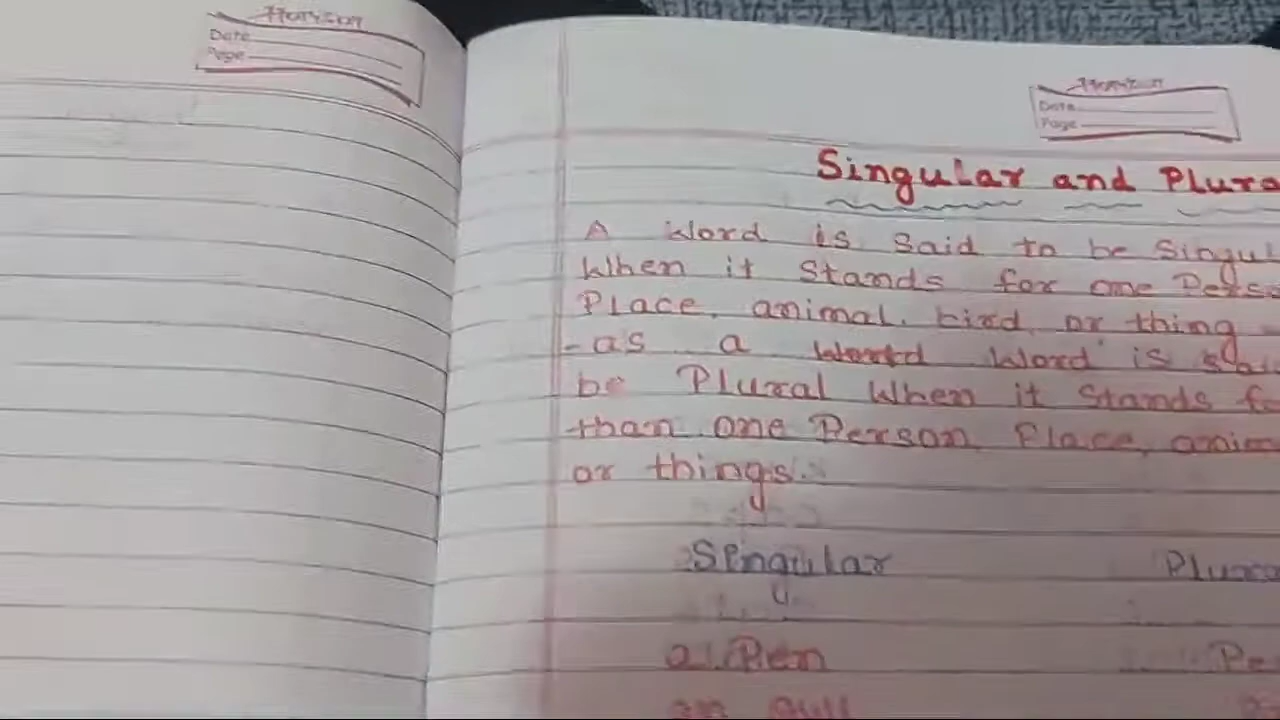 Horizon
Date
Page
Horizon
Date
Page
Singular and Plura
A Word is Said to be Singul
When it Stands for one Perso
Place, animal, bird, or thing
-as a Word is sai
be Plural When it Stands fo
than one Person, Place, anim
or things.
Singular Plura
a Pen Pe
an